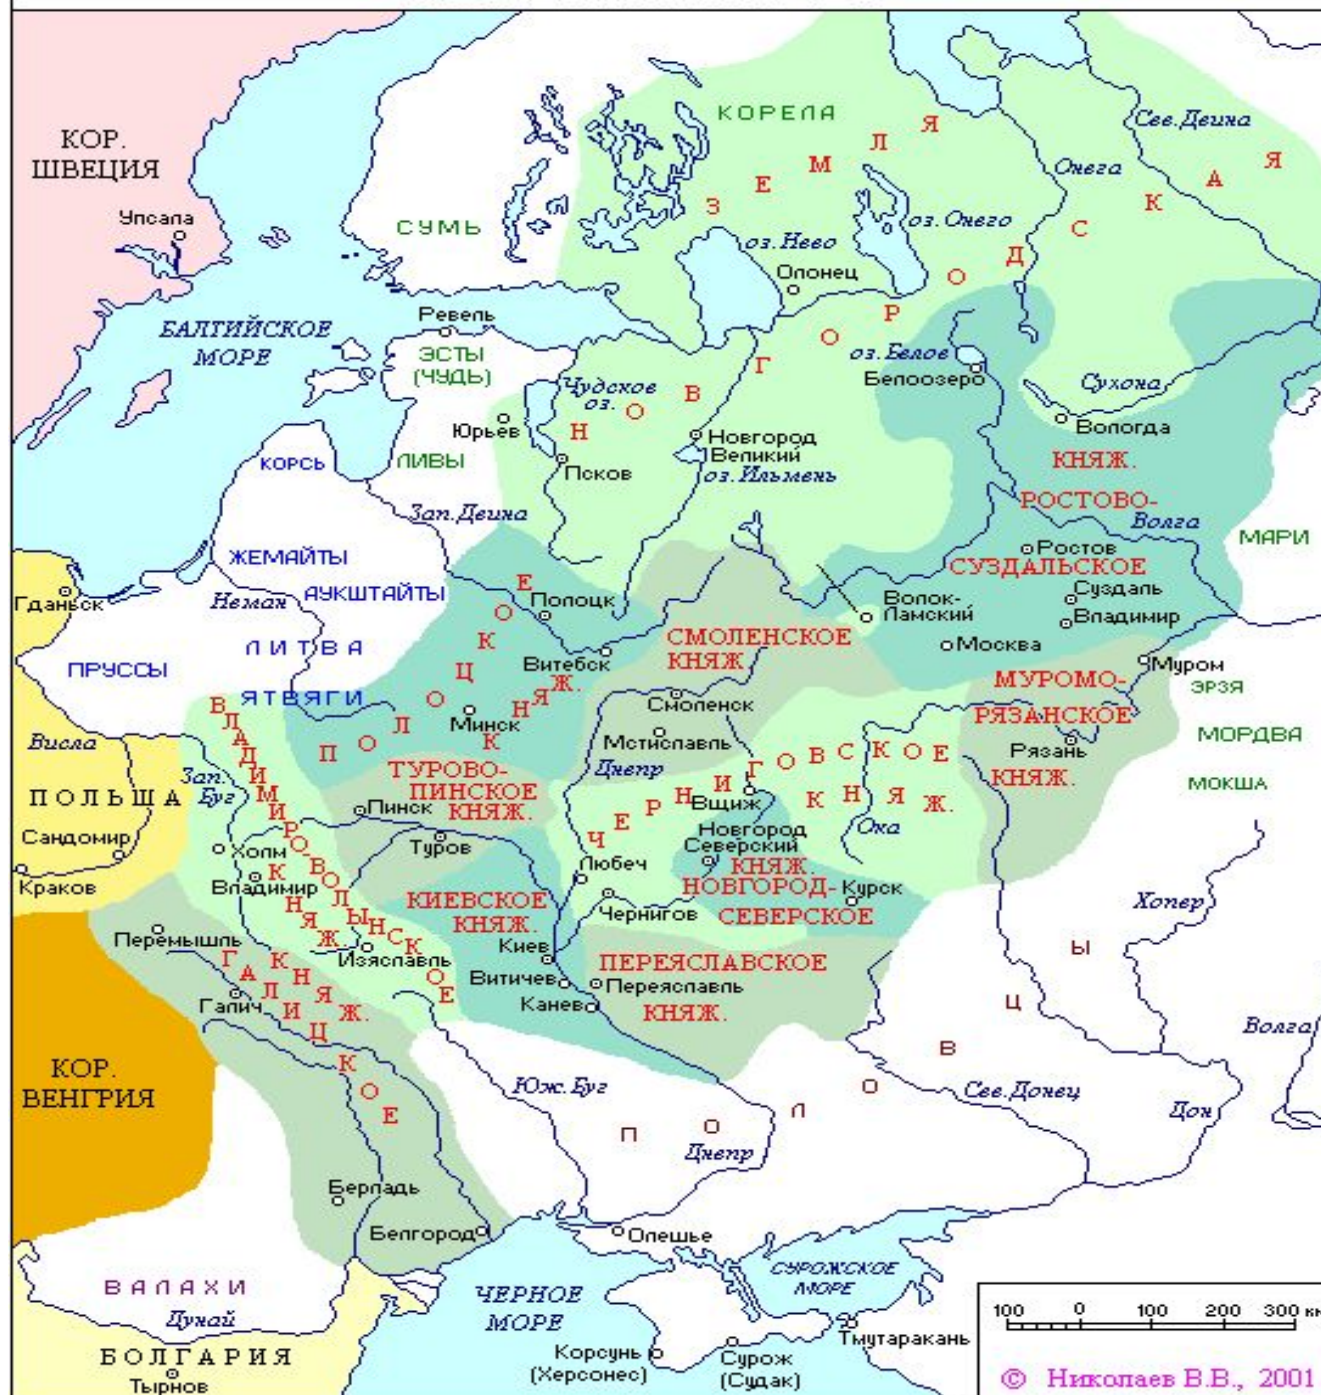 КОР.
ШВЕЦИЯ
Упсала
БАЛТИЙСКОЕ
МОРЕ
СУМЬ
КОРЕЛА
Сев.Двина
Онега
оз.Онего
оз.Нево
Олонец
НОВГОРОДСКАЯ
ЗЕМЛЯ
Ревель
ЭСТЫ
(ЧУДЬ)
Чудское
оз.
Юрьев
Псков
Новгород
Великий
оз.Ильмень
оз.Белое
Белоозеро
Сухона
Вологда
КНЯЖ.
РОСТОВО-
СУЗДАЛЬСКОЕ
Волга
Ростов
Суздаль
Владимир
Москва
Волок-
Ламский
МАРИ
КОРСЬ
ЛИВЫ
Зап.Двина
ЖЕМАЙТЫ
АУКШТАЙТЫ
Неман
ЛИТВА
ПРУССЫ
ЯТВЯГИ
Гданьск
Висла
ПОЛЬША
Сандомир
Краков
ПОЛОЦКОЕ
КНЯЖ.
Полоцк
Витебск
Минск
СМОЛЕНСКОЕ
КНЯЖ
Смоленск
Мстиславль
Днепр
МУРОМО-
РЯЗАНСКОЕ
КНЯЖ.
Муром
Рязань
ЭРЗЯ
МОРДВА
МОКША
ТУРОВО-
ПИНСКОЕ
КНЯЖ.
Пинск
Туров
ЧЕРНИГОВСКОЕ
КНЯЖ.
Вщиж
Ока
Любеч
Чернигов
Новгород
Северский
КНЯЖ.
НОВГОРОД-
СЕВЕРСКОЕ
Курск
ВЛАДИМИРОВОЛЫНСКОЕ
КНЯЖ.
Зап.
Буг
Холм
Владимир
Изяславль
КИЕВСКОЕ
КНЯЖ.
Киев
Витичев
Канев
ПЕРЕЯСЛАВСКОЕ
КНЯЖ.
Переяславль
Перемышль
Галич
ГАЛИЦКОЕ
КНЯЖ.
КОР.
ВЕНГРИЯ
Юж.Буг
ПОЛОВЦЫ
Днепр
Сев.Донец
Дон
Хопер
Волга
Берладь
Белгород
Олешье
ВАЛАХИ
Дунай
БОЛГАРИЯ
Тырнов
ЧЕРНОЕ
МОРЕ
СУРОЖСКОЕ
МОРЕ
Корсунь
(Херсонес)
Сурож
(Судак)
Тмутаракань
100 0 100 200 300 км
© Николаев В.В., 2001